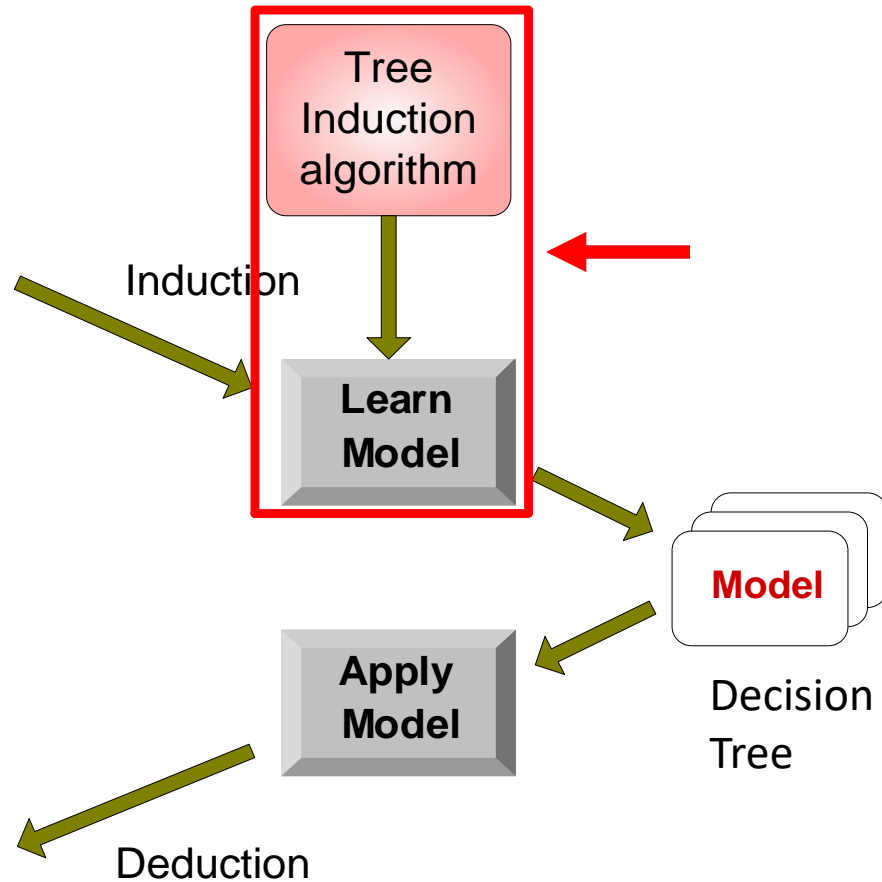 Tree
Induction
algorithm
Induction
Learn
Model
Model
Decision
Tree
Apply
Model
Deduction